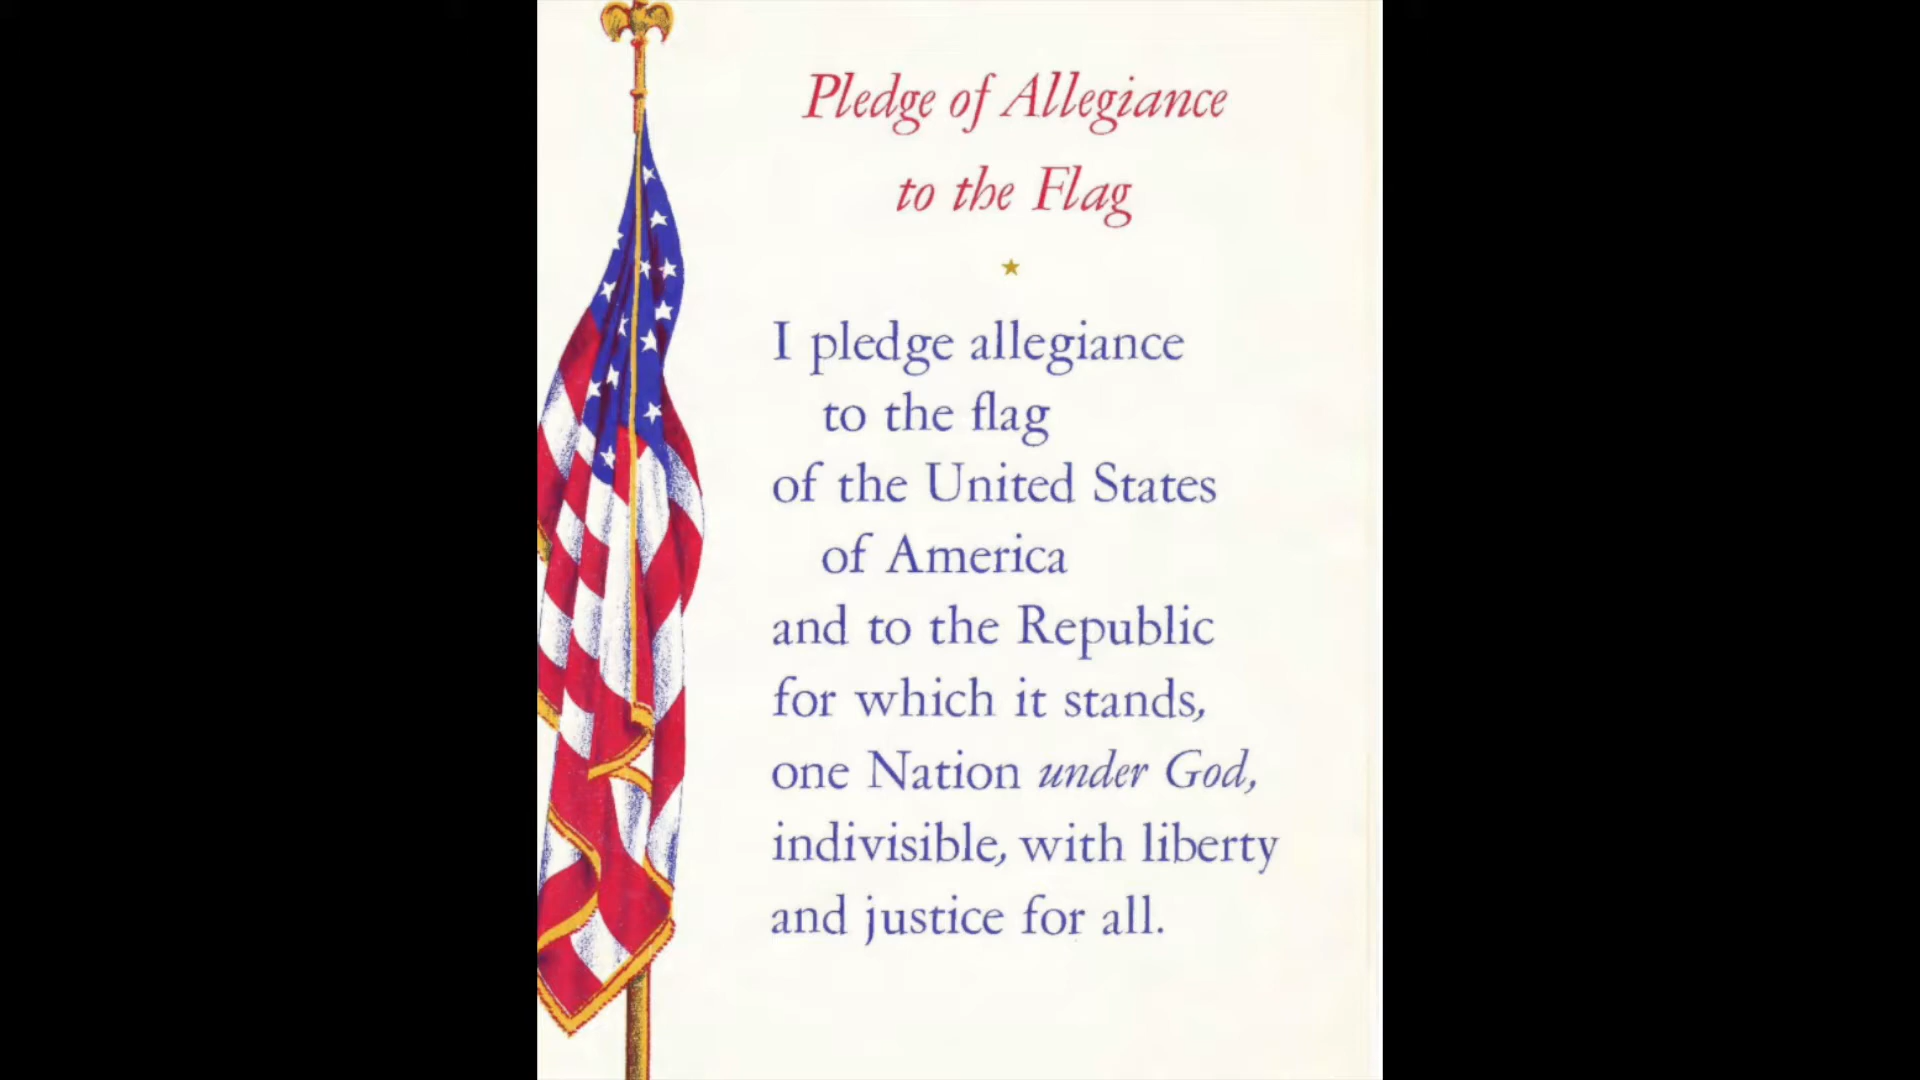 Pledge of Allegiance
to the Flag
I pledge allegiance
to the flag
of the United States
of America
and to the Republic
for which it stands,
one Nation under God,
indivisible, with liberty
and justice for all.